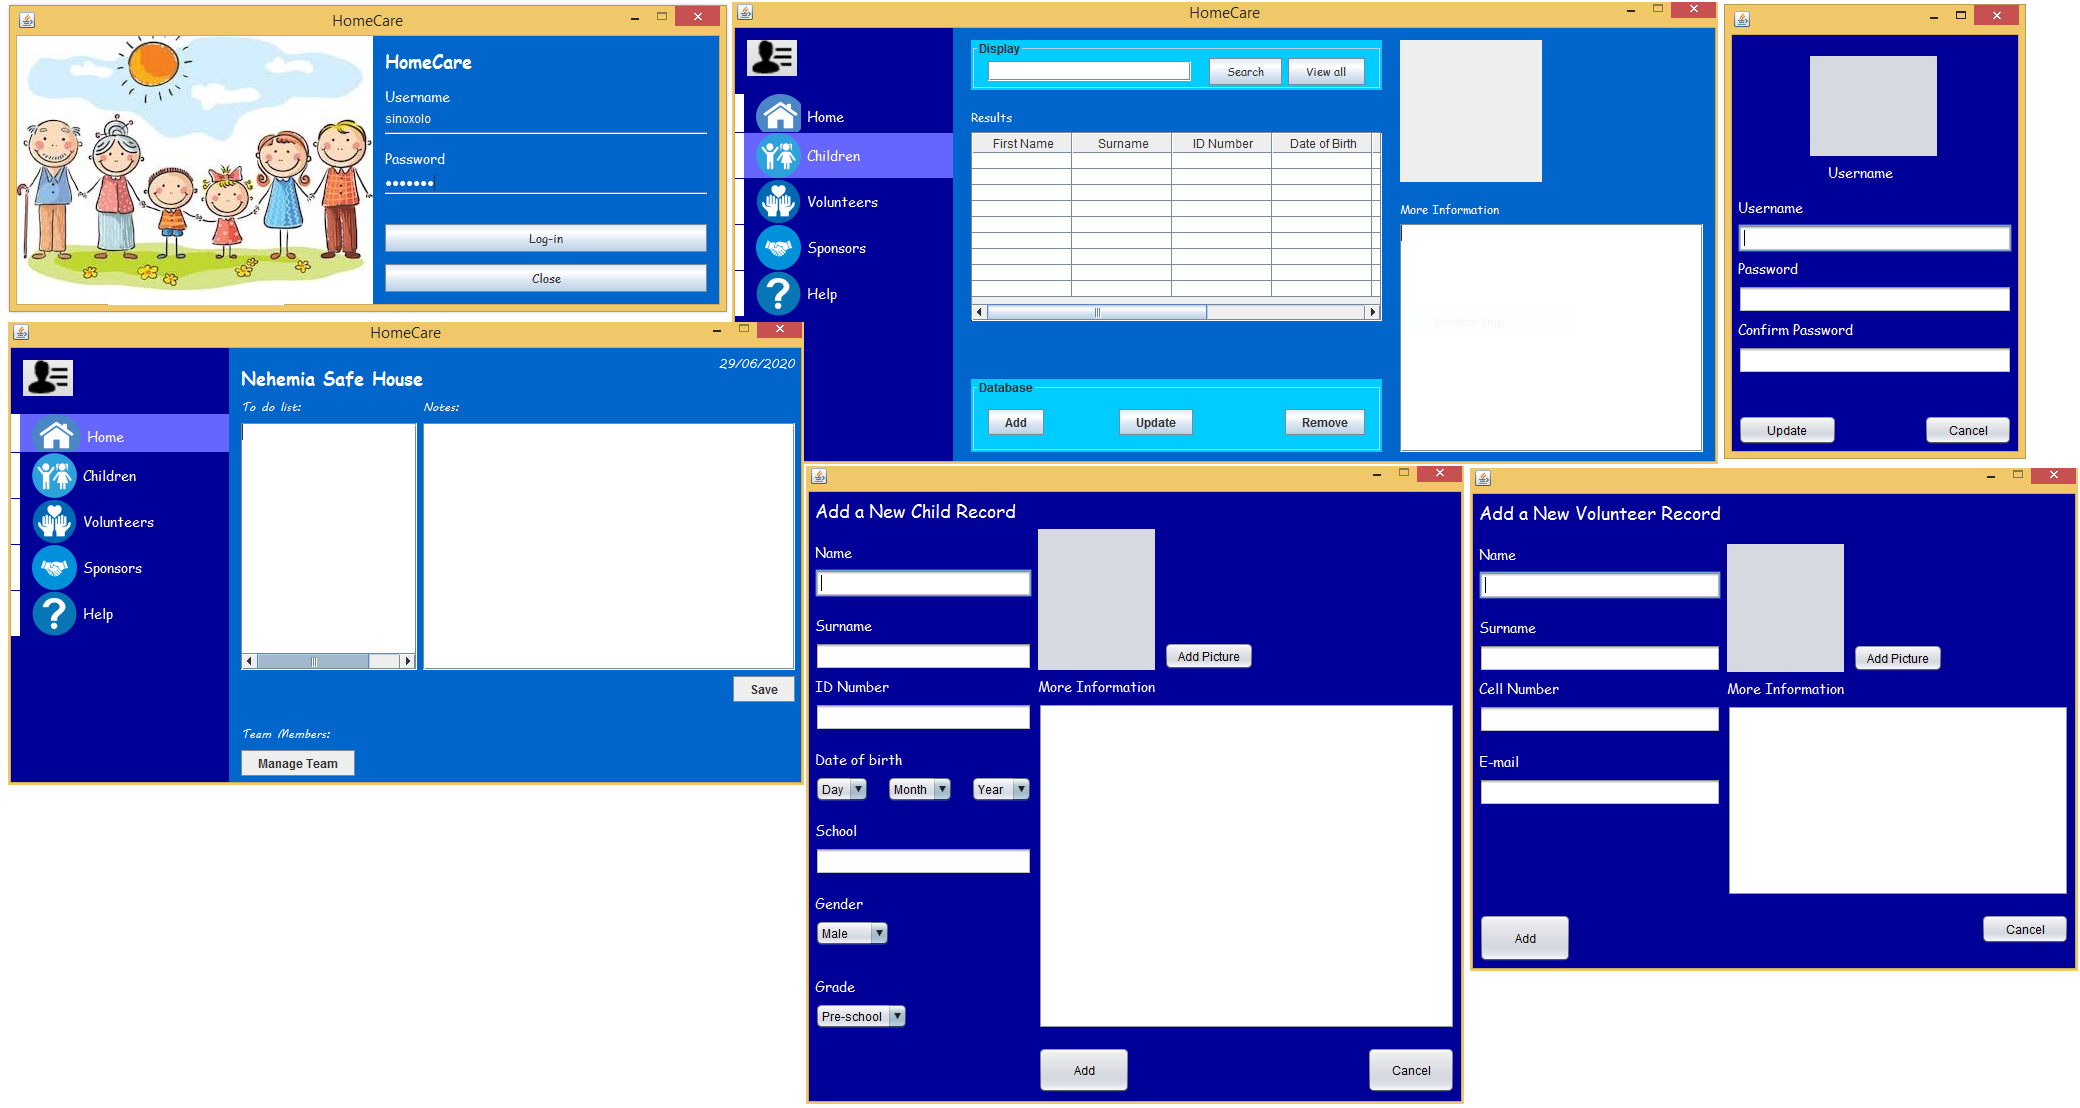 HomeCare
HomeCare
Username
sinoxolo
Password
•••••••
Log-in
Close
HomeCare
Home
Children
Volunteers
Sponsors
Help
Display
Search
View all
Results
First Name
Surname
ID Number
Date of Birth
More Information
Database
Add
Update
Remove
Username
Username
Password
Confirm Password
Update
Cancel
HomeCare
Home
Children
Volunteers
Sponsors
Help
29/06/2020
Nehemia Safe House
To do list:
Notes:
Save
Team Members:
Manage Team
Add a New Child Record
Name
Surname
Add Picture
ID Number
More Information
Date of birth
Day
Month
Year
School
Gender
Male
Grade
Pre-school
Add
Cancel
Add a New Volunteer Record
Name
Surname
Add Picture
Cell Number
More Information
E-mail
Add
Cancel